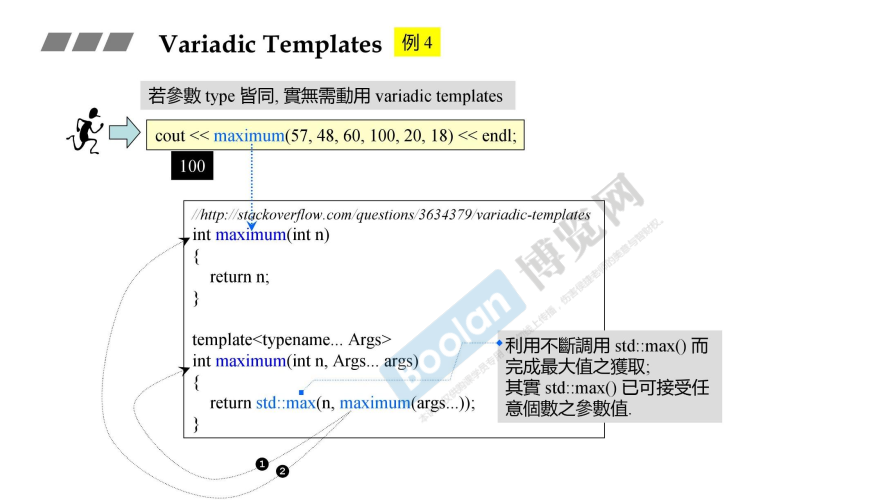 Variadic Templates 例 4
若參數 type 皆同, 實無需動用 variadic templates
cout << maximum(57, 48, 60, 100, 20, 18) << endl;
100
//http://stackoverflow.com/questions/3634379/variadic-templates
int maximum(int n)
{
return n;
}
template<typename... Args>
int maximum(int n, Args... args)
{
return std::max(n, maximum(args...));
}
利用不斷調用 std::max() 而
完成最大值之獲取;
其實 std::max() 已可接受任
意個數之參數值.
❶
❷
boolan 博览网